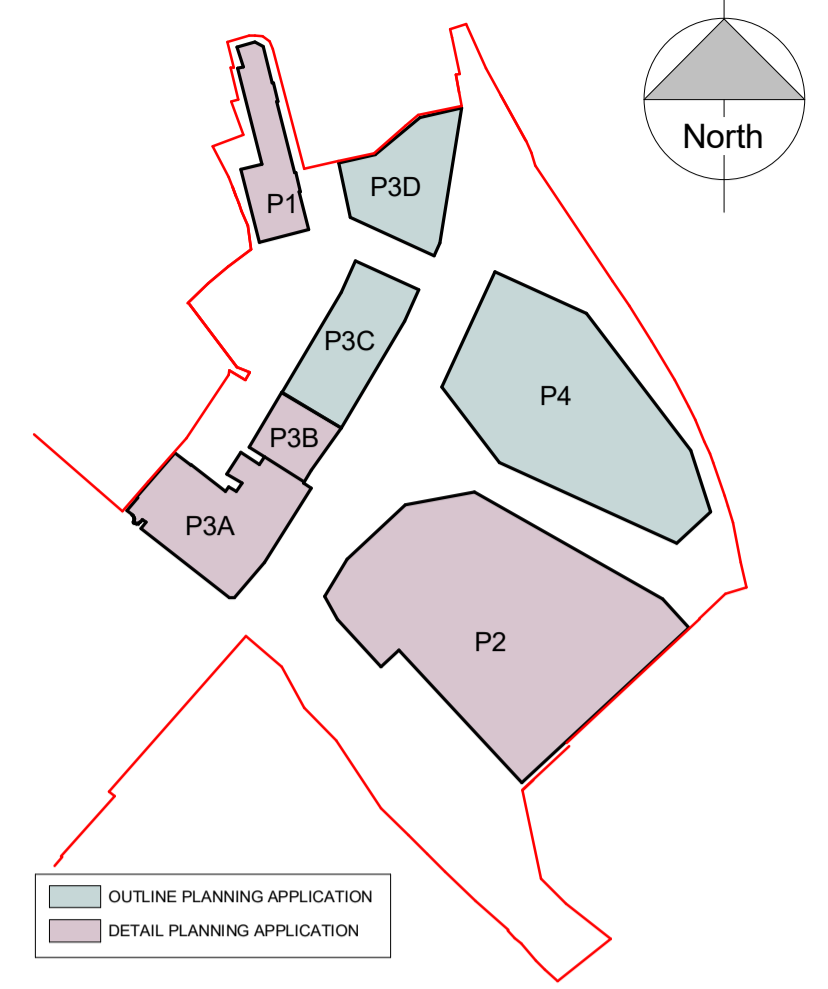 North
P3D
P1
P3C
P4
P3B
P3A
P2
OUTLINE PLANNING APPLICATION
DETAIL PLANNING APPLICATION